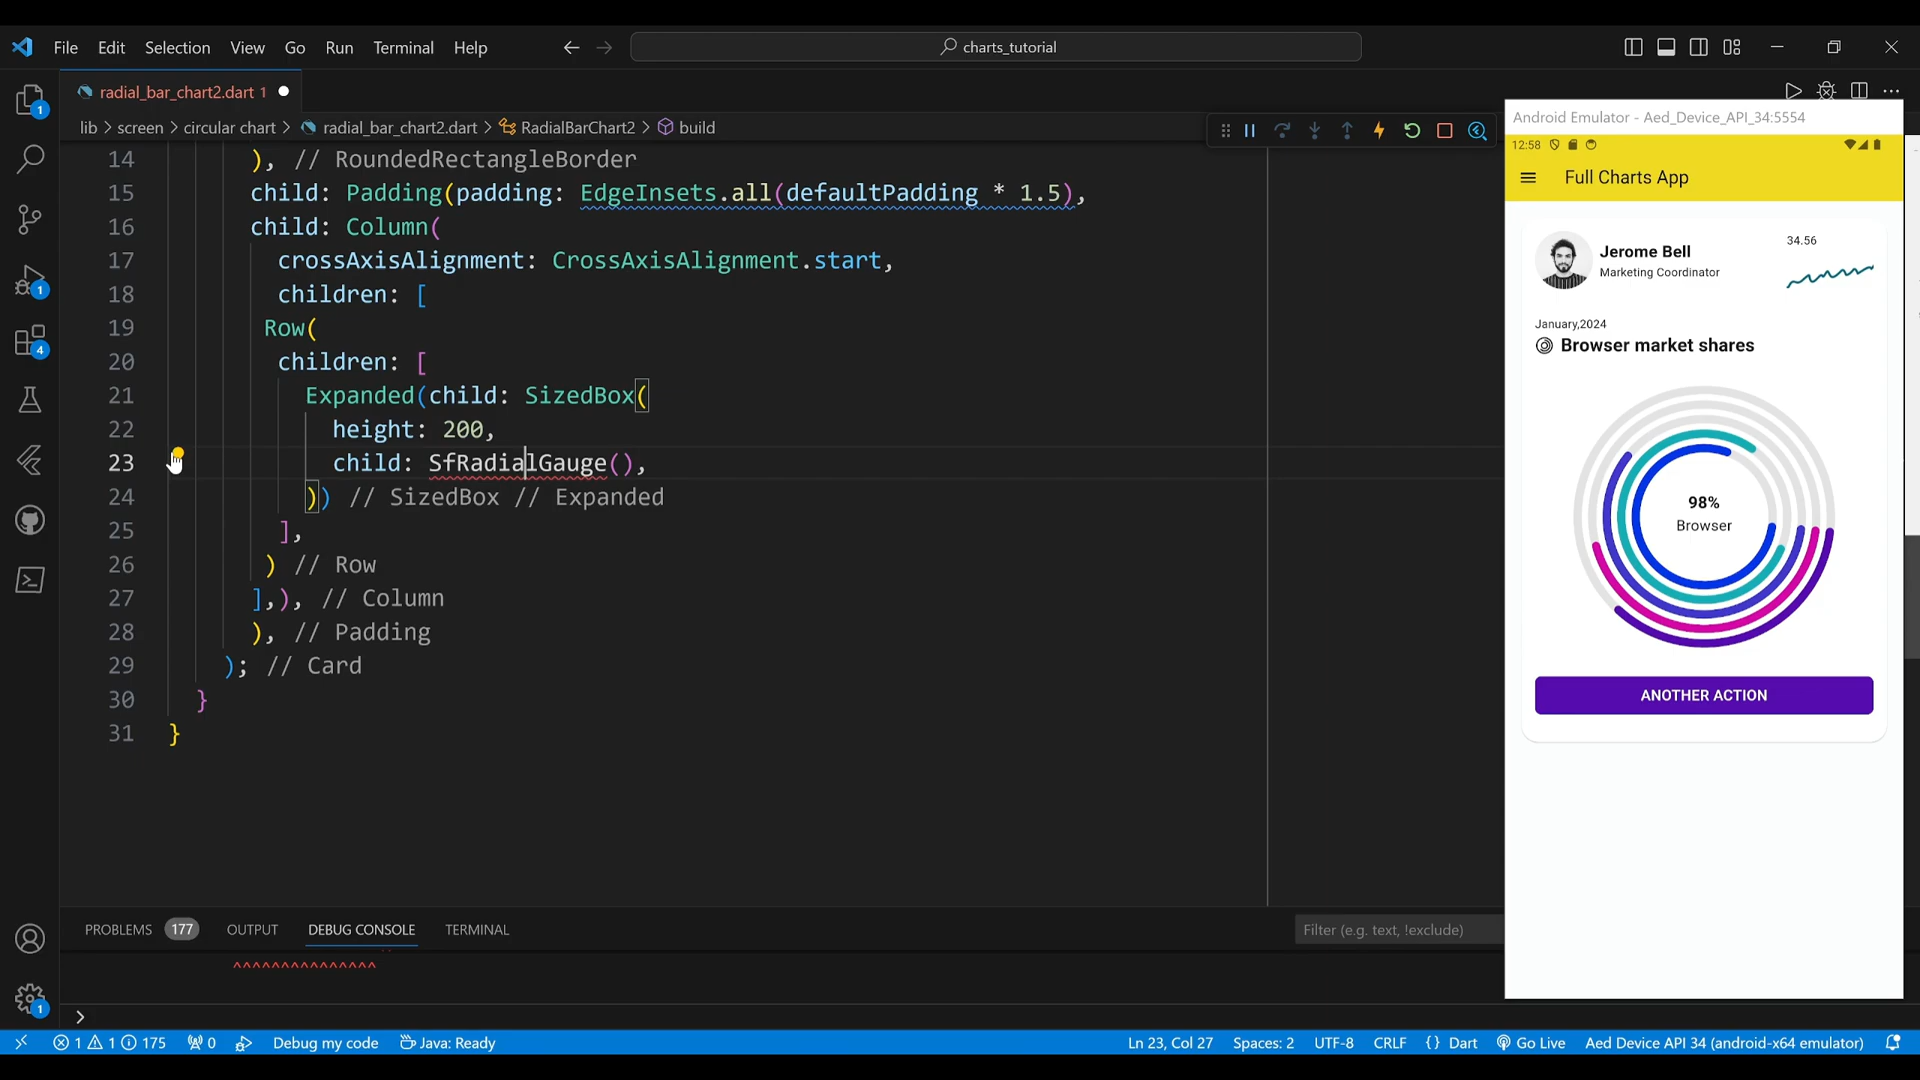 File Edit Selection View Go Run Terminal Help
charts_tutorial
radial_bar_chart2.dart 1
lib > screen > circular chart > radial_bar_chart2.dart > RadialBarChart2 > build
14 ), // RoundedRectangleBorder
15 child: Padding(padding: EdgeInsets.all(defaultPadding * 1.5),
16 child: Column(
17 crossAxisAlignment: CrossAxisAlignment.start,
18 children: [
19 Row(
20 children: [
21 Expanded(child: SizedBox(
22 height: 200,
23 child: SfRadialGauge(),
24 )) // SizedBox // Expanded
25 ],
26 ) // Row
27 ],), // Column
28 ), // Padding
29 ); // Card
30 }
31 }
1
1
4
1
PROBLEMS 177 OUTPUT DEBUG CONSOLE TERMINAL
Filter (e.g. text, !exclude)
^^^^^^^^^^^^^^^
>
1 1 175 0 Debug my code Java: Ready
Ln 23, Col 27 Spaces: 2 UTF-8 CRLF {} Dart Go Live Aed Device API 34 (android-x64 emulator)
Android Emulator - Aed_Device_API_34:5554
12:58
Full Charts App
Jerome Bell
Marketing Coordinator
34.56
January,2024
Browser market shares
98%
Browser
ANOTHER ACTION